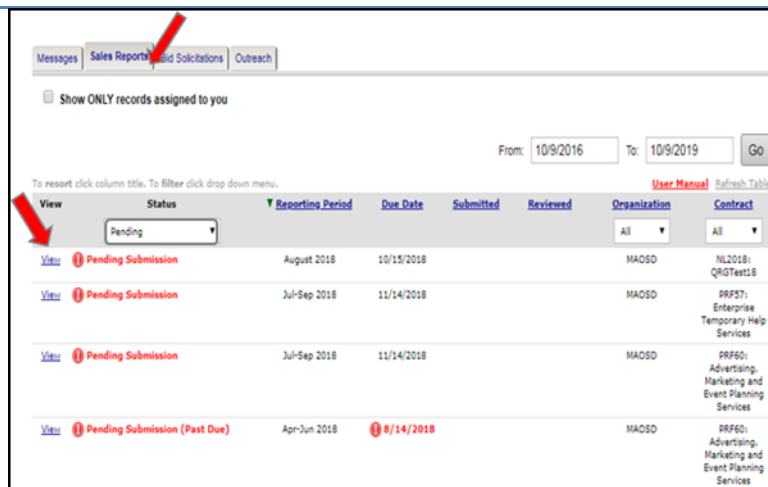 Messages Sales Reports Bid Solicitations Outreach
Show ONLY records assigned to you
From: 10/9/2016 To: 10/9/2019 Go
To resort click column title. To filter click drop down menu. User Manual Refresh Table
View Status Reporting Period Due Date Submitted Reviewed Organization Contract
Pending All All
View Pending Submission August 2018 10/15/2018 MAOSD NL2018:
QRGTest18
View Pending Submission Jul-Sep 2018 11/14/2018 MAOSD PRF57:
Enterprise
Temporary Help
Services
View Pending Submission Jul-Sep 2018 11/14/2018 MAOSD PRF60:
Advertising,
Marketing and
Event Planning
Services
View Pending Submission (Past Due) Apr-Jun 2018 8/14/2018 MAOSD PRF60:
Advertising,
Marketing and
Event Planning
Services